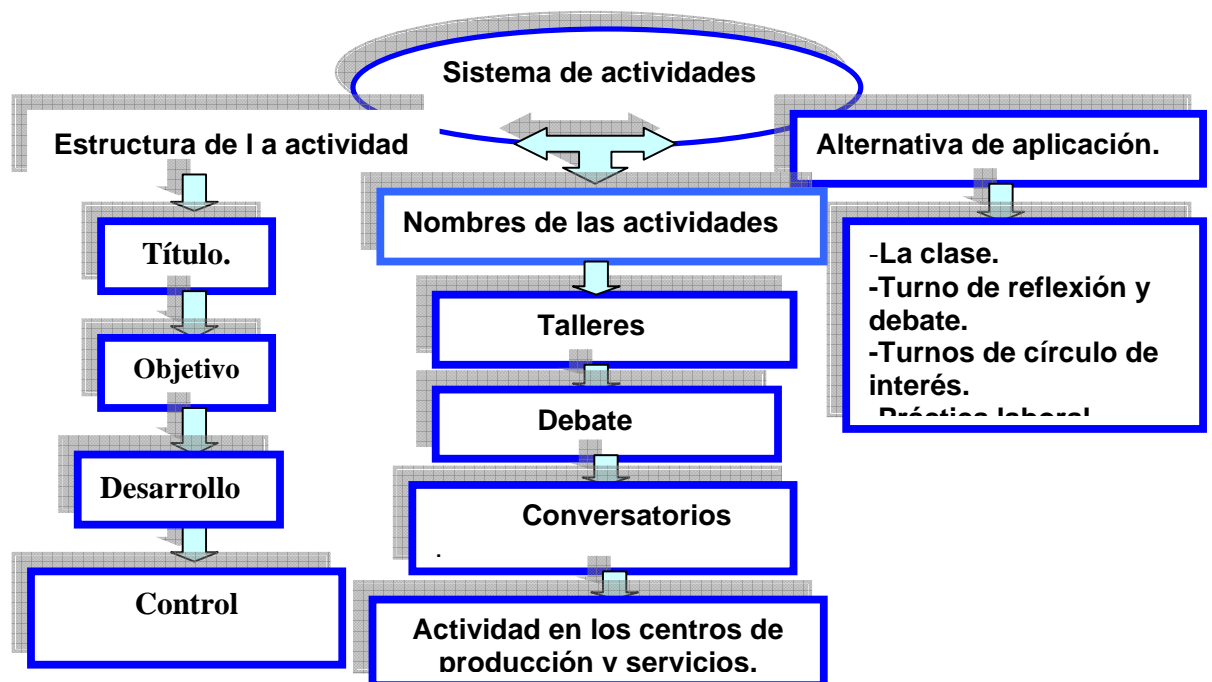 Sistema de actividades
Estructura de l a actividad
Título.
Objetivo
Desarrollo
Control
Nombres de las actividades
Talleres
Debate
Conversatorios
.
Actividad en los centros de
producción y servicios.
Alternativa de aplicación.
-La clase.
-Turno de reflexión y
debate.
-Turnos de círculo de
interés.
-Práctica laboral